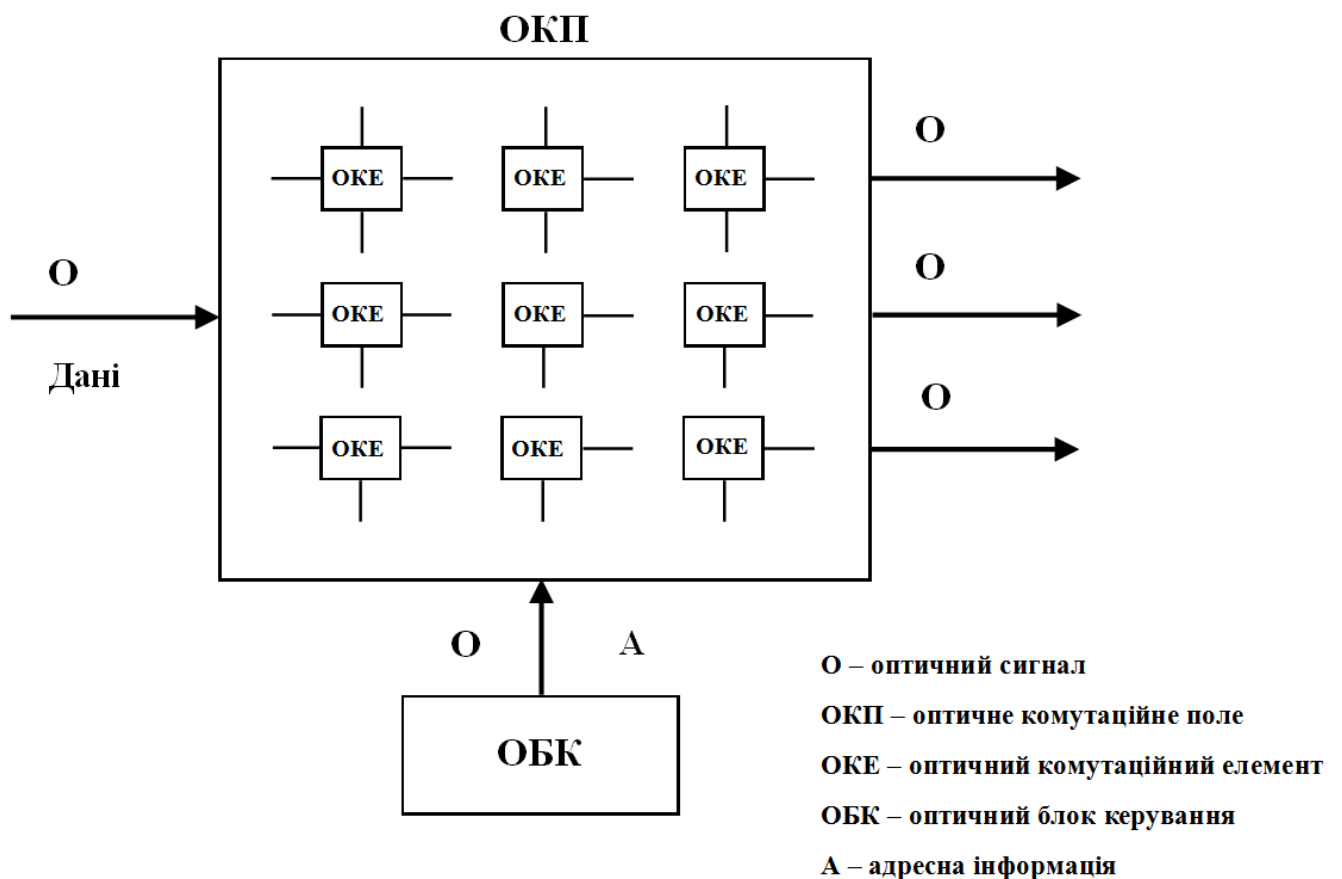 ОКП
ОКЕ ОКЕ ОКЕ
О
О
ОКЕ ОКЕ ОКЕ
О
Дані
О
ОКЕ ОКЕ ОКЕ
О А
ОБК
О – оптичний сигнал
ОКП – оптичне комутаційне поле
ОКЕ – оптичний комутаційний елемент
ОБК – оптичний блок керування
А – адресна інформація